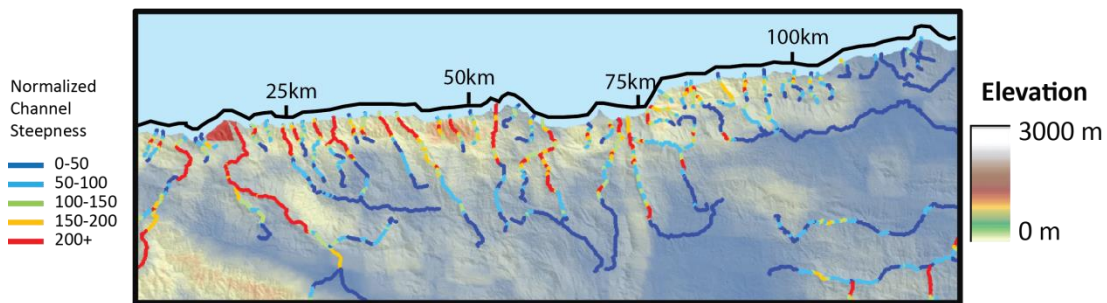 Normalized
Channel
Steepness
0-50
50-100
100-150
150-200
200+
25km
50km
75km
100km
Elevation
3000 m
0 m